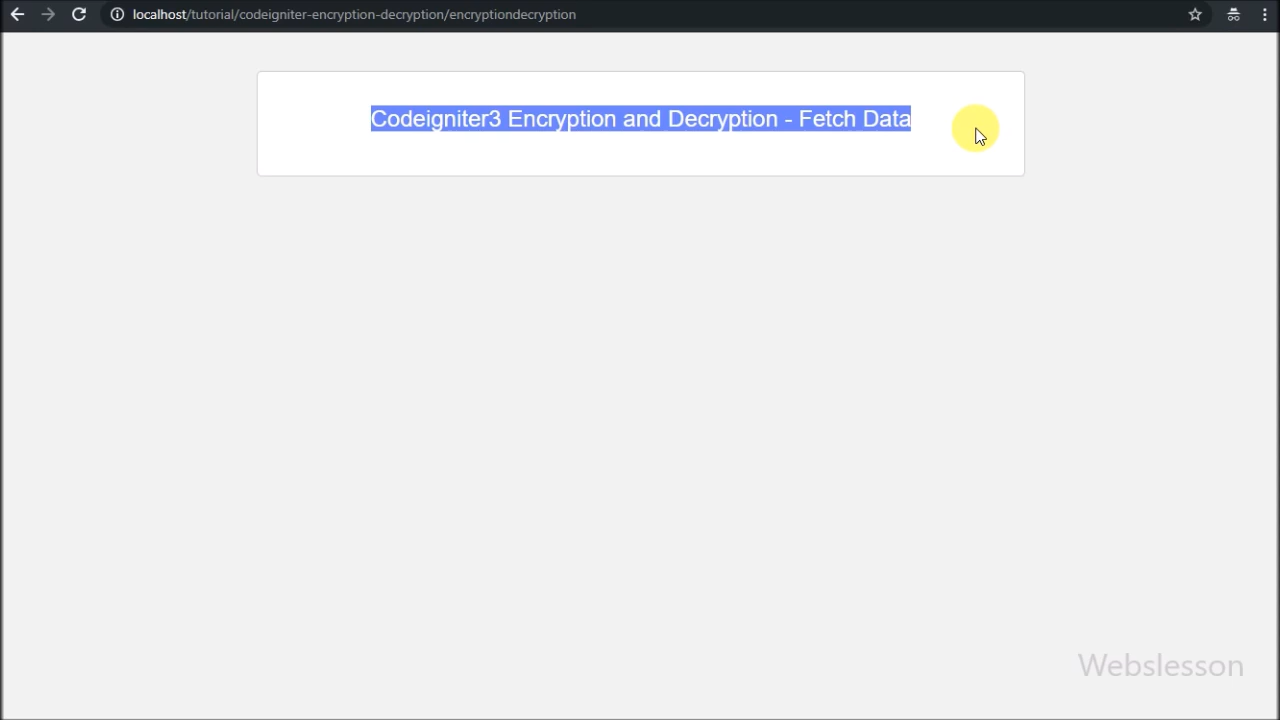 localhost/tutorial/codeigniter-encryption-decryption/encryptiondecryption
Codeigniter3 Encryption and Decryption - Fetch Data
Webslesson